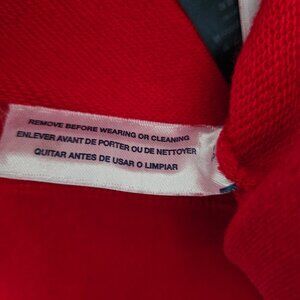 REMOVE BEFORE WEARING OR CLEANING
ENLEVER AVANT DE PORTER OU DE NETTOYER
QUITAR ANTES DE USAR O LIMPIAR